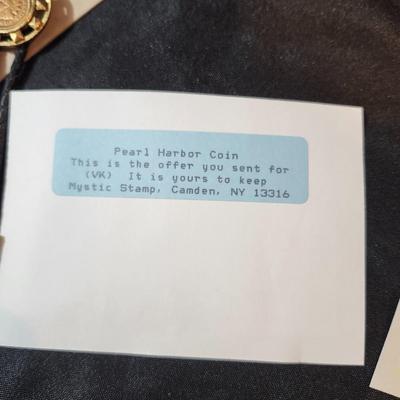 Pearl Harbor Coin
This is the offer you sent for
(VK) It is yours to keep
Mystic Stamp, Camden, NY 13316